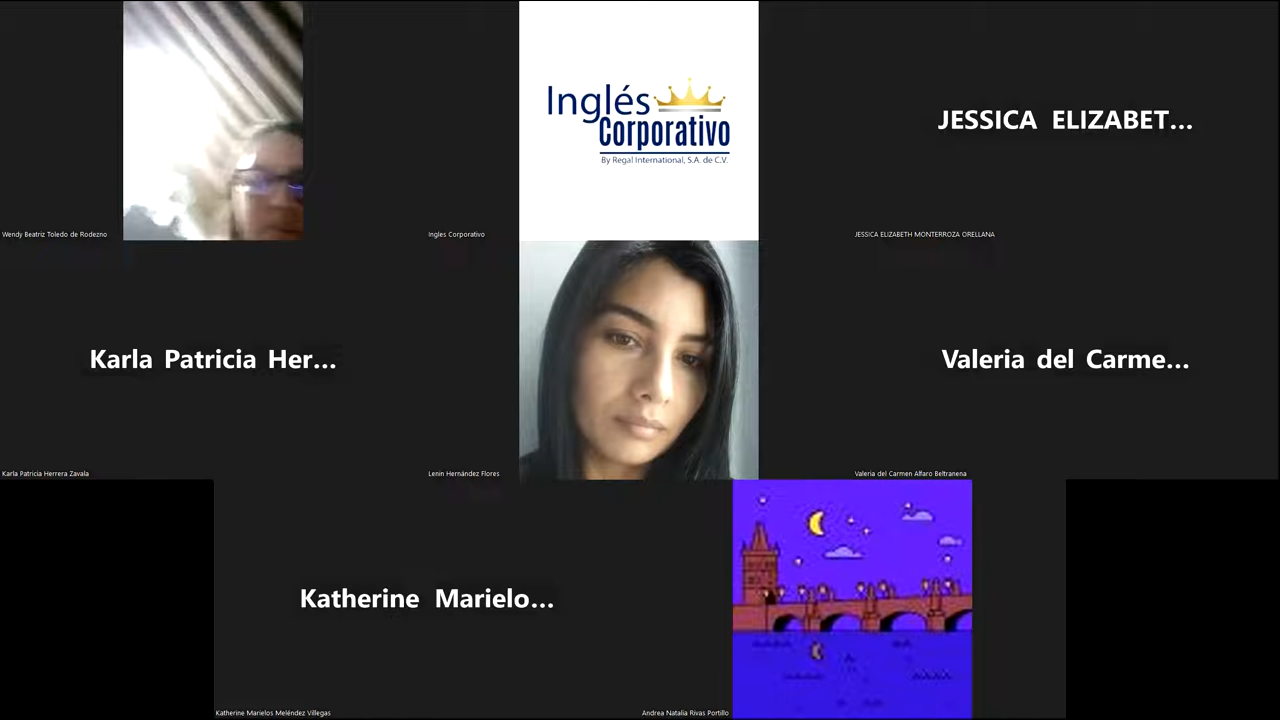 Inglés
Corporativo
By Regal International, S.A. de C.V.
JESSICA ELIZABET...
Wendy Beatriz Toledo de Rodezno
Ingles Corporativo
JESSICA ELIZABETH MONTERROZA ORELLANA
Karla Patricia Her...
Valeria del Carme...
Karla Patricia Herrera Zavala
Lenin Hernández Flores
Valeria del Carmen Alfaro Beltranena
Katherine Marielo...
Katherine Marielos Meléndez Villegas
Andrea Natalia Rivas Portillo